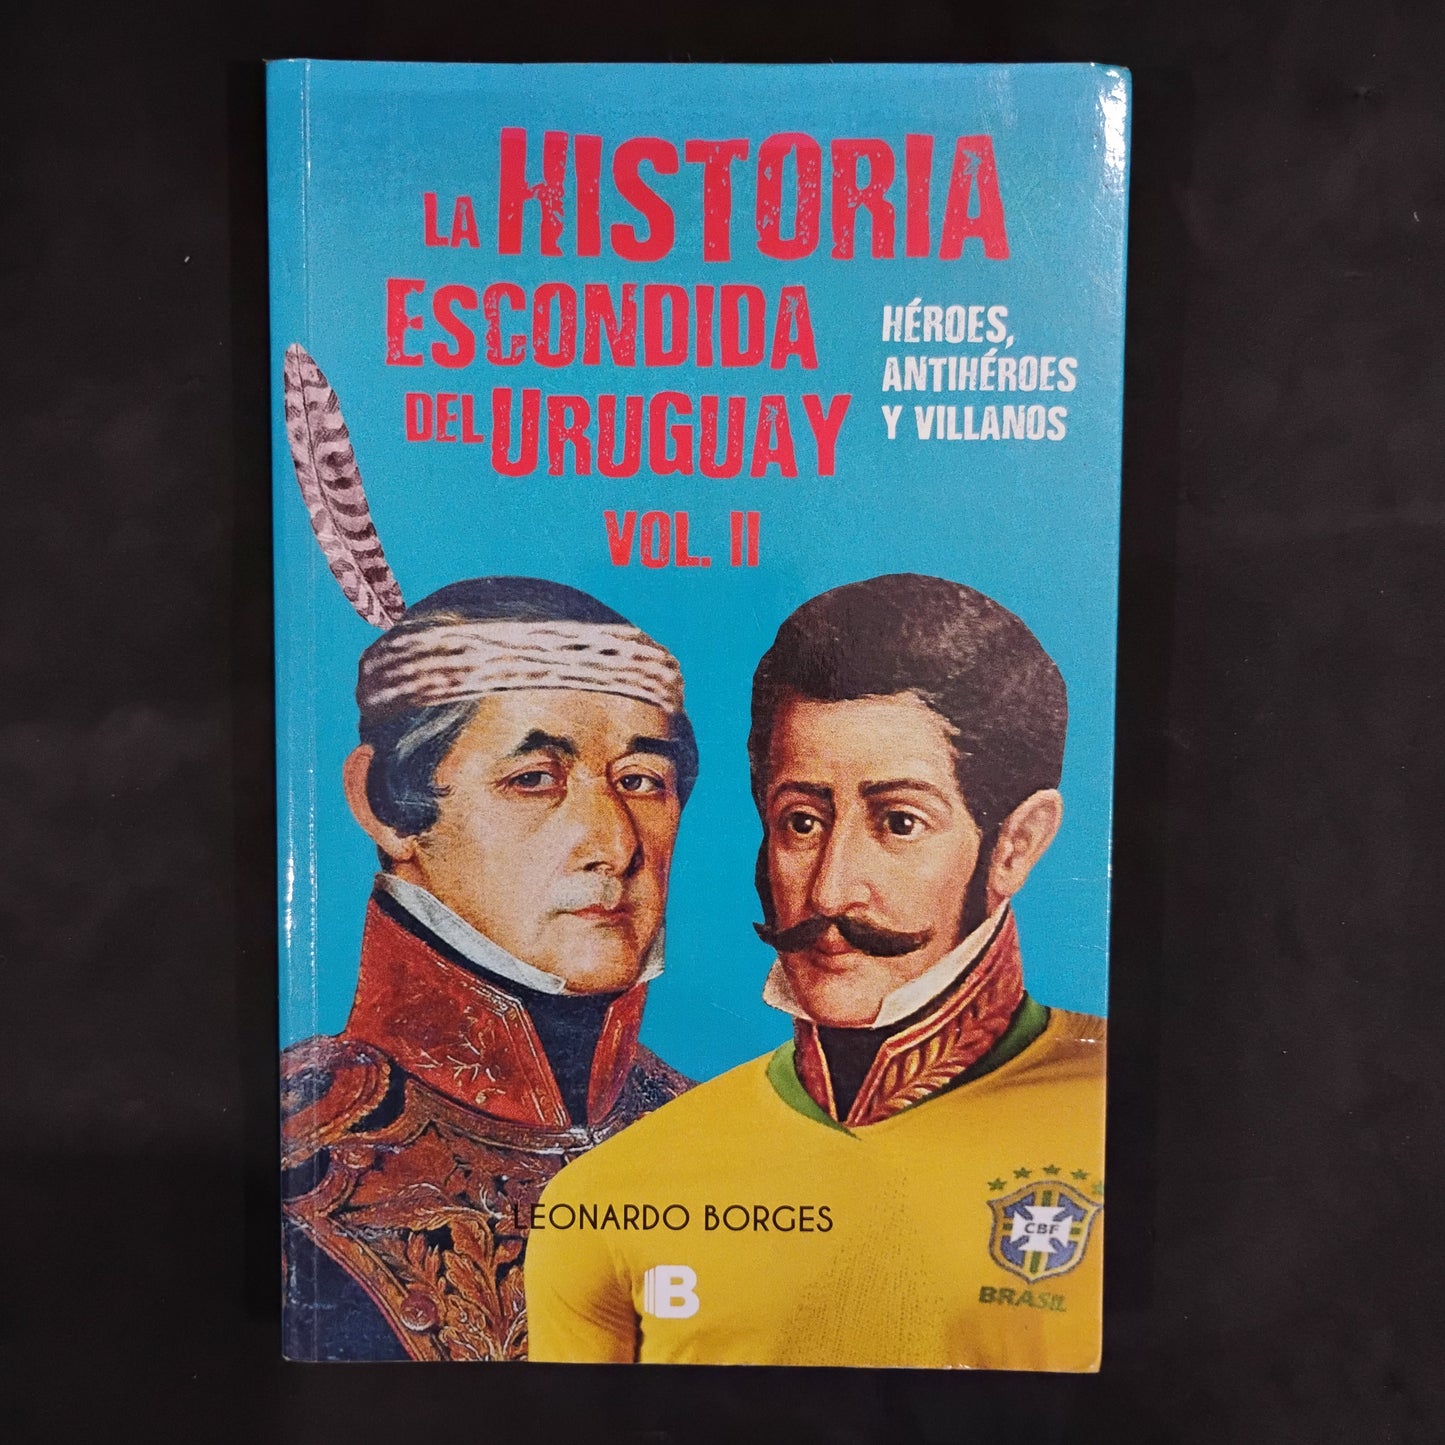 LA HISTORIA
ESCONDIDA
DEL URUGUAY
VOL. II
HÉROES,
ANTIHÉROES
Y VILLANOS
LEONARDO BORGES
B
CBF
BRASIL